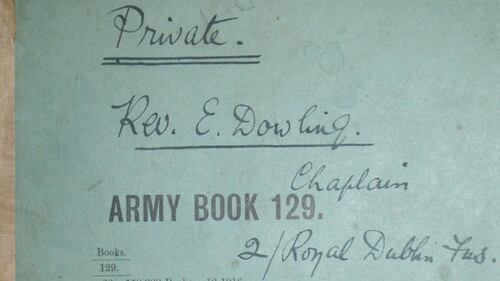 Private.
Rev. E. Dowling.
Chaplain
ARMY BOOK 129.
2/Royal Dublin Fus.
Books.
129.